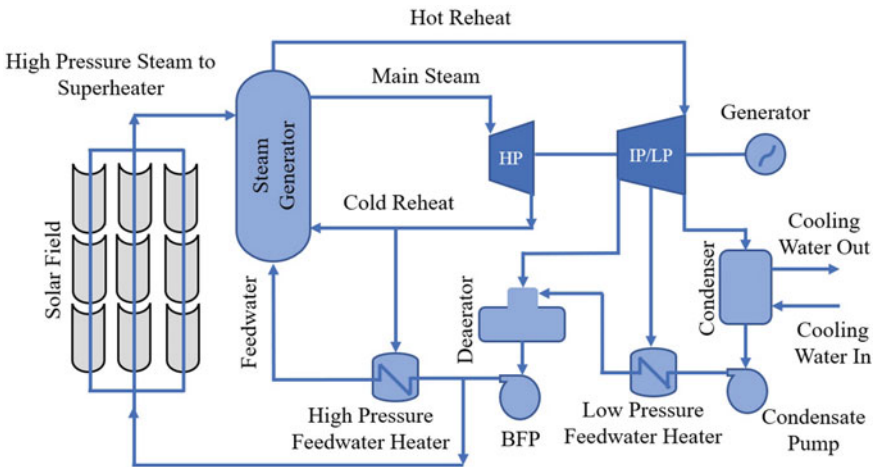 Hot Reheat
High Pressure Steam to
Superheater
Main Steam
Steam
Generator
HP
IP/LP
Generator
Cold Reheat
Solar Field
Feedwater
Deaerator
Condenser
Cooling
Water Out
Cooling
Water In
High Pressure
Feedwater Heater
BFP
Low Pressure
Feedwater Heater
Condensate
Pump